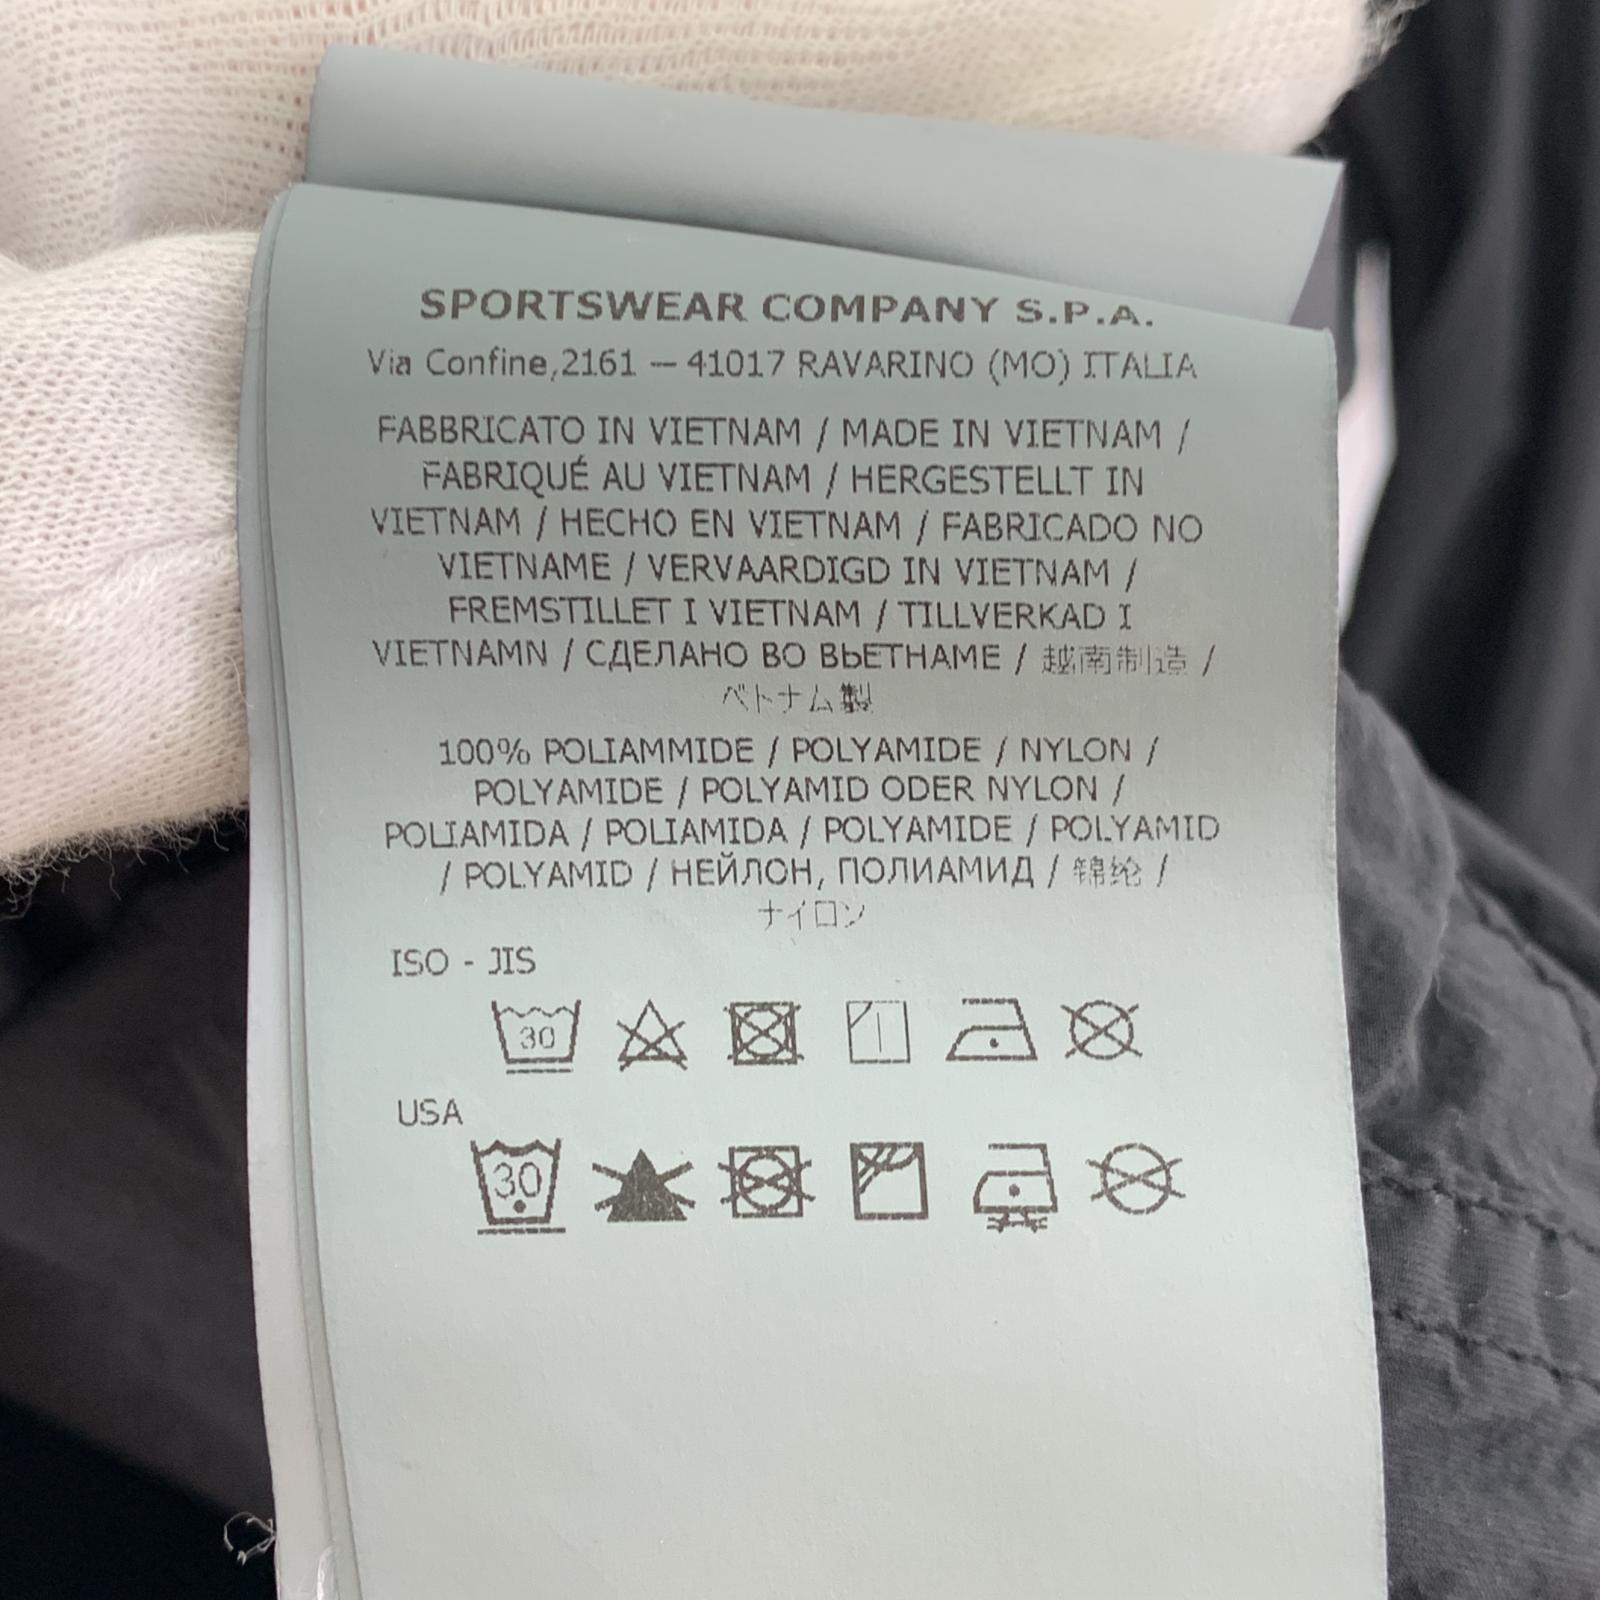 SPORTSWEAR COMPANY S.P.A.
Via Confine,2161 – 41017 RAVARINO (MO) ITALIA
FABBRICATO IN VIETNAM / MADE IN VIETNAM /
FABRIQUÉ AU VIETNAM / HERGESTELLT IN
VIETNAM / HECHO EN VIETNAM / FABRICADO NO
VIETNAME / VERVAARDIGD IN VIETNAM /
FREMSTILLET I VIETNAM / TILLVERKAD I
VIETNAMN / СДЕЛАНО ВО ВЬЕТНАМЕ / 越南制造 /
ベトナム製
100% POLIAMMIDE / POLYAMIDE / NYLON /
POLYAMIDE / POLYAMID ODER NYLON /
POLIAMIDA / POLIAMIDA / POLYAMIDE / POLYAMID
/ POLYAMID / НЕЙЛОН, ПОЛИАМИД / 锦纶 /
ナイロン
ISO - JIS
30
USA
30